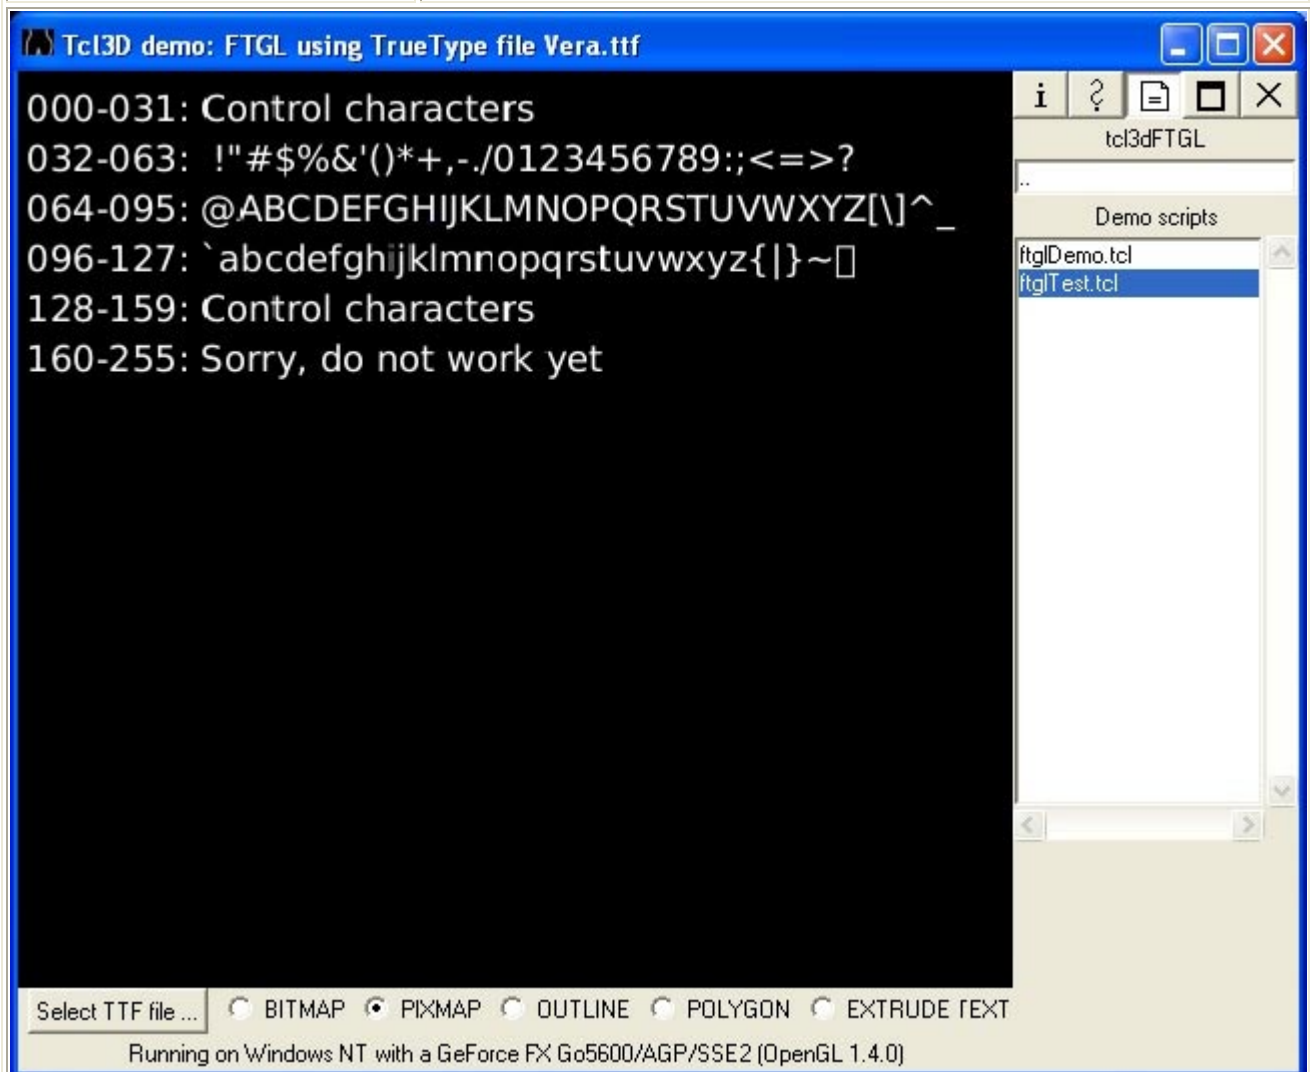 Tcl3D demo: FTGL using TrueType file Vera.ttf
000-031: Control characters
032-063:  !"#$%&'()*+,-./0123456789:;<=>?
064-095: @ABCDEFGHIJKLMNOPQRSTUVWXYZ[\]^_
096-127: `abcdefghijklmnopqrstuvwxyz{|}~▯
128-159: Control characters
160-255: Sorry, do not work yet
i ?
tcl3dFTGL
..
Demo scripts
ftglDemo.tcl
ftglTest.tcl
Select TTF file ... BITMAP PIXMAP OUTLINE POLYGON EXTRUDE TEXT
Running on Windows NT with a GeForce FX Go5600/AGP/SSE2 (OpenGL 1.4.0)